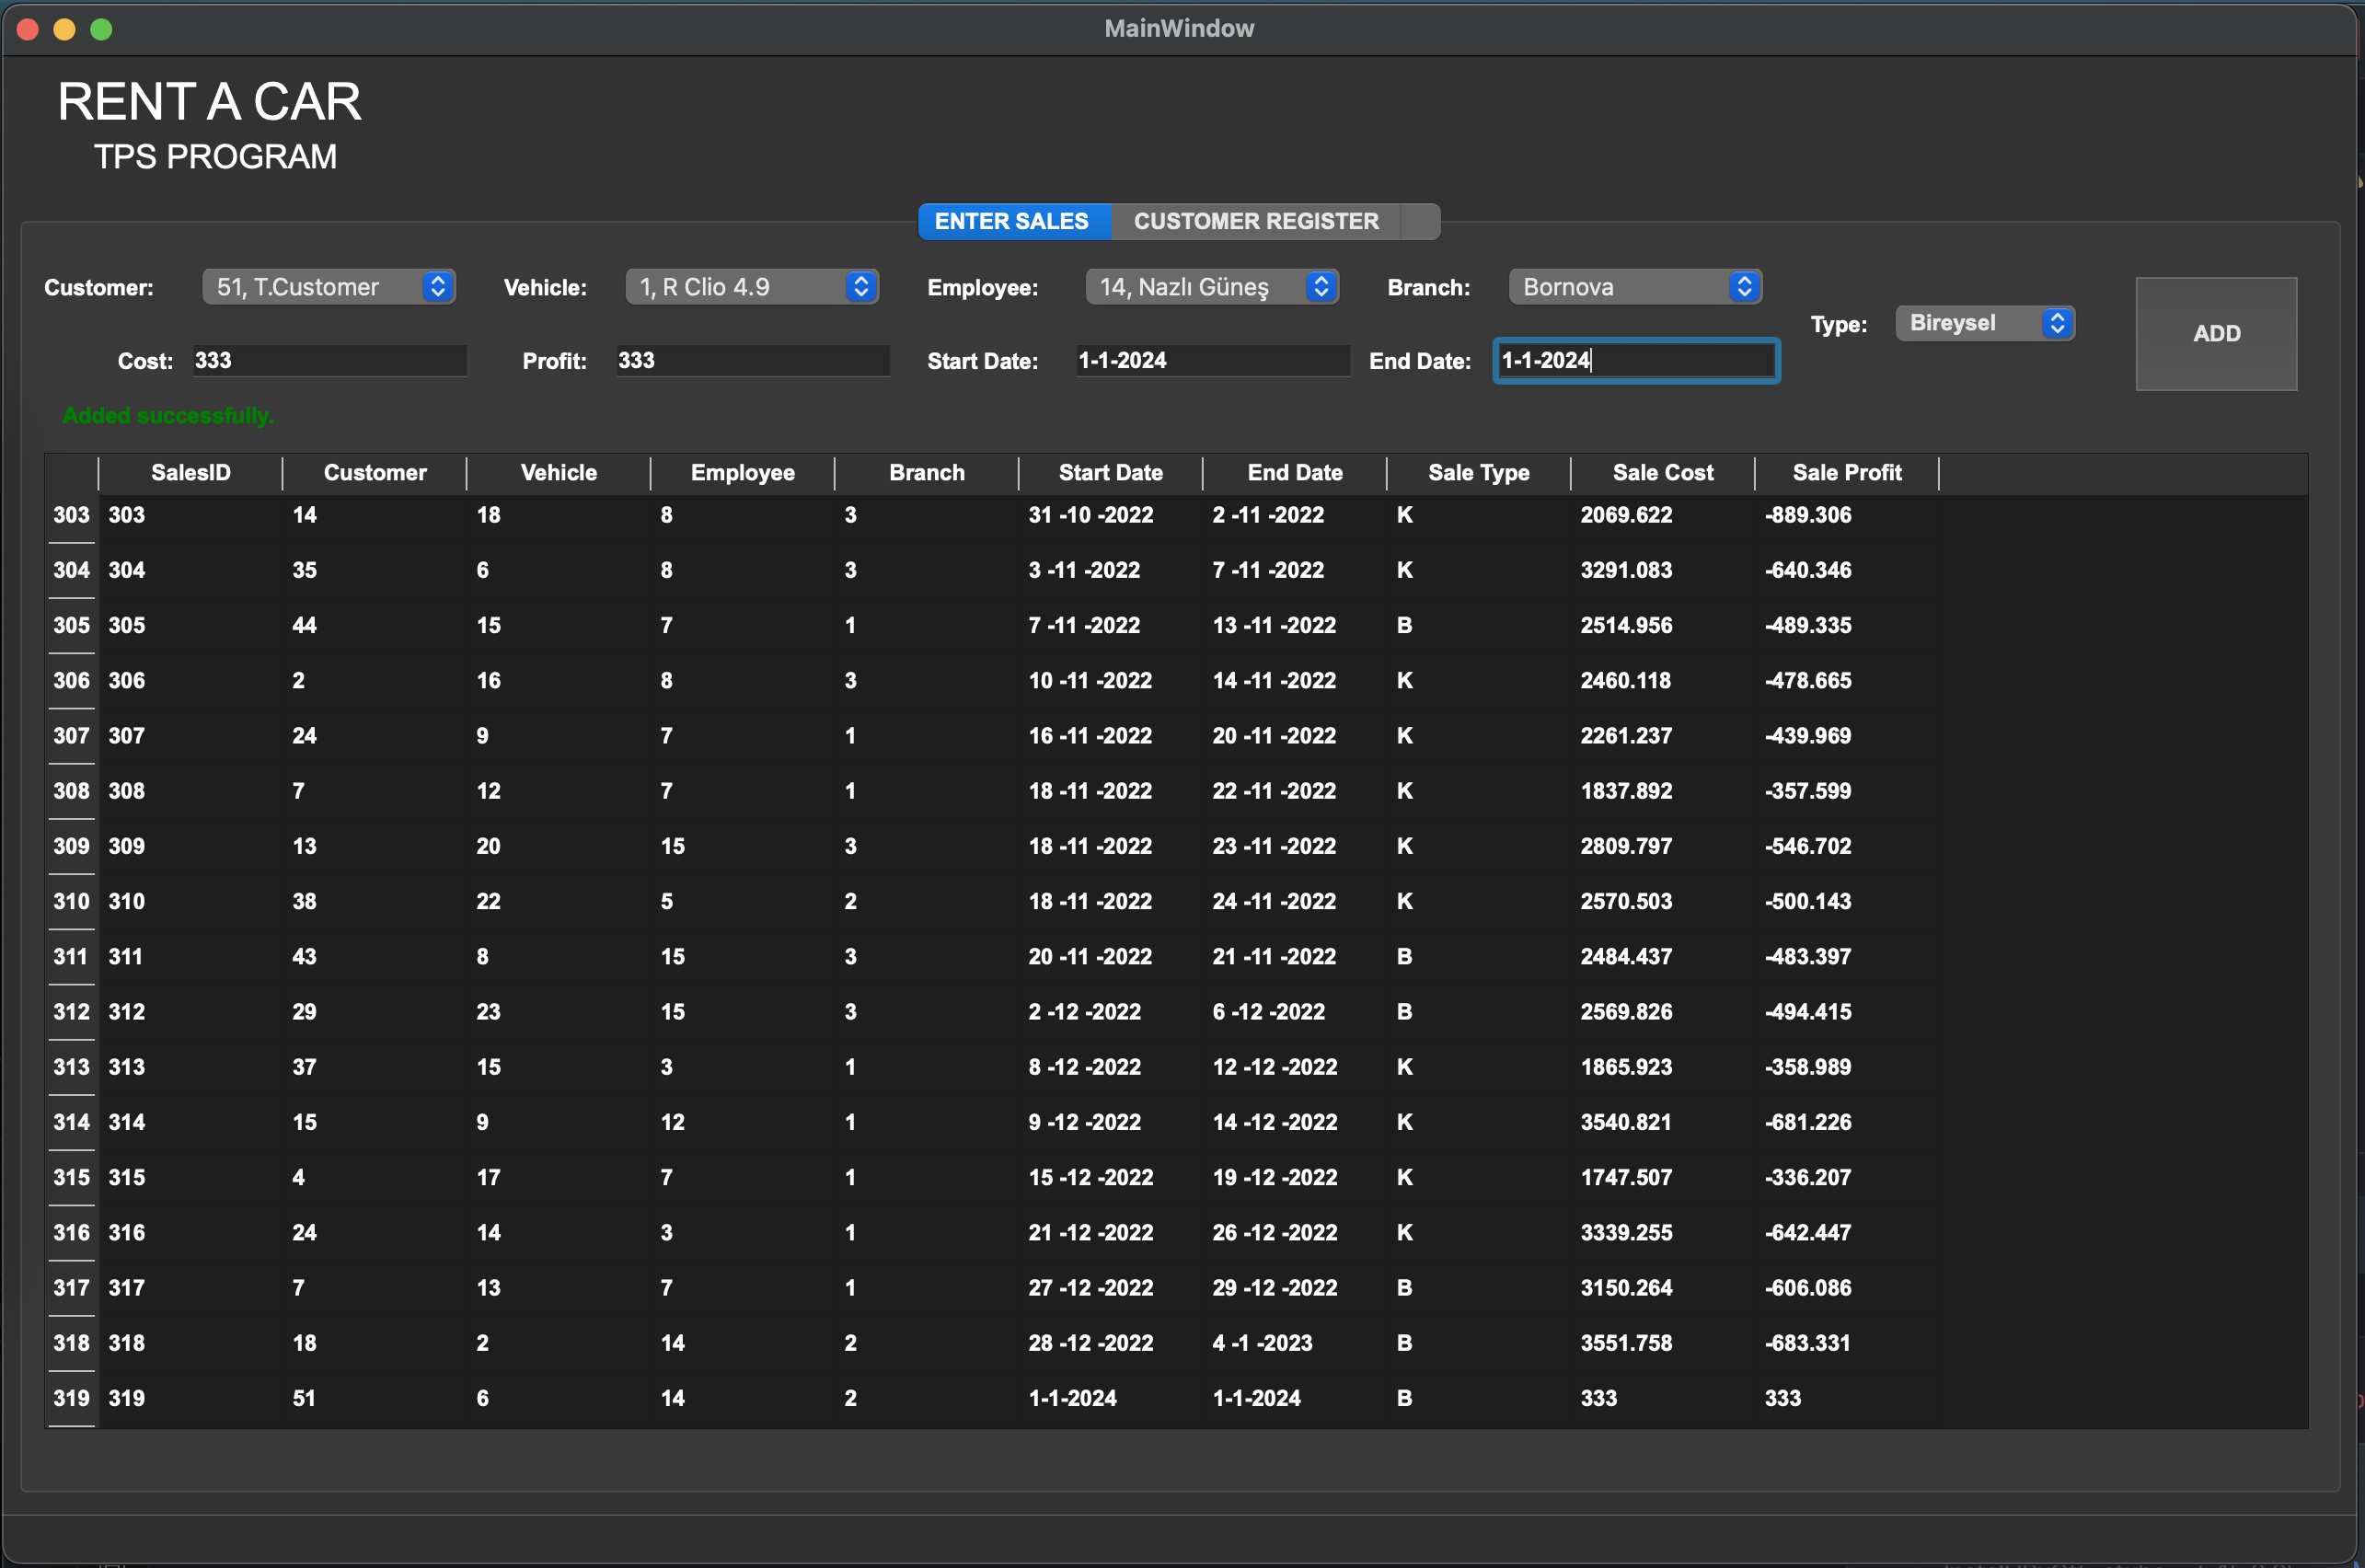 MainWindow
RENT A CAR
TPS PROGRAM
ENTER SALES CUSTOMER REGISTER
Customer: 51, T.Customer Vehicle: 1, R Clio 4.9 Employee: 14, Nazlı Güneş Branch: Bornova
Type: Bireysel ADD
Cost: 333 Profit: 333 Start Date: 1-1-2024 End Date: 1-1-2024
Added successfully.
SalesID Customer Vehicle Employee Branch Start Date End Date Sale Type Sale Cost Sale Profit
303 303 14 18 8 3 31 -10 -2022 2 -11 -2022 K 2069.622 -889.306
304 304 35 6 8 3 3 -11 -2022 7 -11 -2022 K 3291.083 -640.346
305 305 44 15 7 1 7 -11 -2022 13 -11 -2022 B 2514.956 -489.335
306 306 2 16 8 3 10 -11 -2022 14 -11 -2022 K 2460.118 -478.665
307 307 24 9 7 1 16 -11 -2022 20 -11 -2022 K 2261.237 -439.969
308 308 7 12 7 1 18 -11 -2022 22 -11 -2022 K 1837.892 -357.599
309 309 13 20 15 3 18 -11 -2022 23 -11 -2022 K 2809.797 -546.702
310 310 38 22 5 2 18 -11 -2022 24 -11 -2022 K 2570.503 -500.143
311 311 43 8 15 3 20 -11 -2022 21 -11 -2022 B 2484.437 -483.397
312 312 29 23 15 3 2 -12 -2022 6 -12 -2022 B 2569.826 -494.415
313 313 37 15 3 1 8 -12 -2022 12 -12 -2022 K 1865.923 -358.989
314 314 15 9 12 1 9 -12 -2022 14 -12 -2022 K 3540.821 -681.226
315 315 4 17 7 1 15 -12 -2022 19 -12 -2022 K 1747.507 -336.207
316 316 24 14 3 1 21 -12 -2022 26 -12 -2022 K 3339.255 -642.447
317 317 7 13 7 1 27 -12 -2022 29 -12 -2022 B 3150.264 -606.086
318 318 18 2 14 2 28 -12 -2022 4 -1 -2023 B 3551.758 -683.331
319 319 51 6 14 2 1-1-2024 1-1-2024 B 333 333